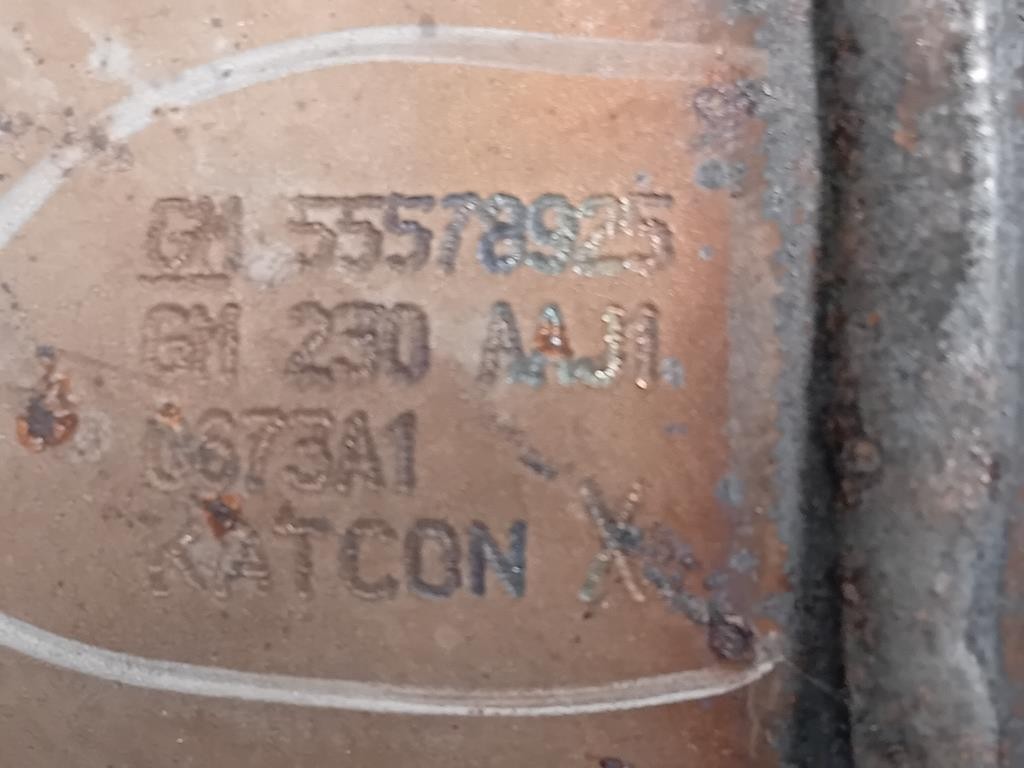 GM 55578925
GM 230 AAJ1
0673A1
KATCON X